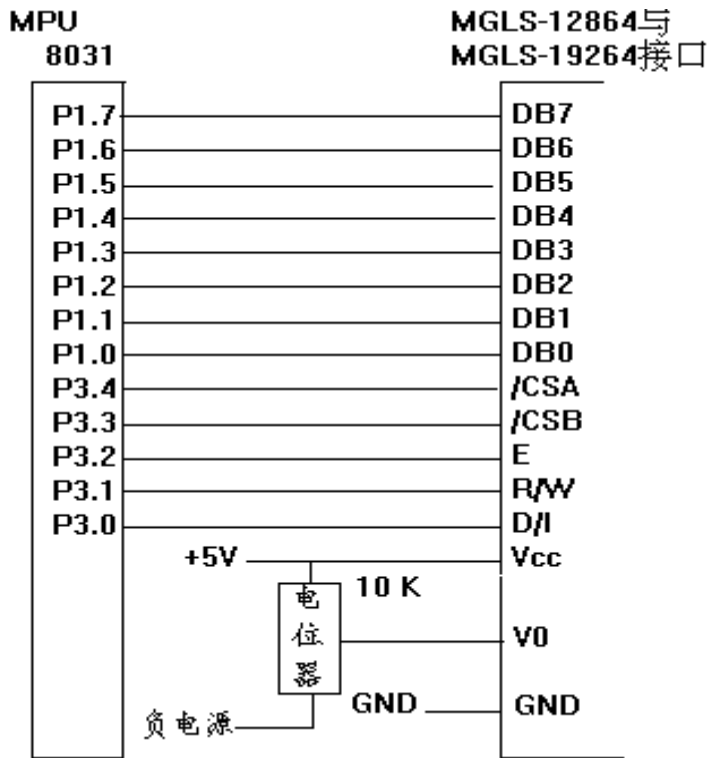 MPU
8031
MGLS-12864与
MGLS-19264接口
P1.7
P1.6
P1.5
P1.4
P1.3
P1.2
P1.1
P1.0
P3.4
P3.3
P3.2
P3.1
P3.0
DB7
DB6
DB5
DB4
DB3
DB2
DB1
DB0
/CSA
/CSB
E
R/W
D/I
Vcc
V0
GND
+5V
10 K
电位器
GND
负电源